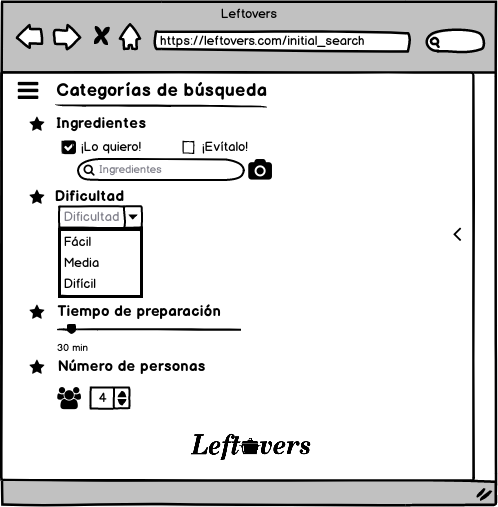 Leftovers
https://leftovers.com/initial_search
Categorías de búsqueda
Ingredientes
¡Lo quiero! ¡Evítalo!
Ingredientes
Dificultad
Dificultad
Fácil
Media
Difícil
Tiempo de preparación
30 min
Número de personas
4
Leftovers